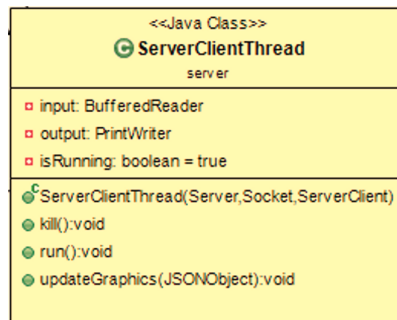 <<Java Class>>
C ServerClientThread
server
input: BufferedReader
output: PrintWriter
isRunning: boolean = true
C ServerClientThread(Server,Socket,ServerClient)
kill():void
run():void
updateGraphics(JSONObject):void